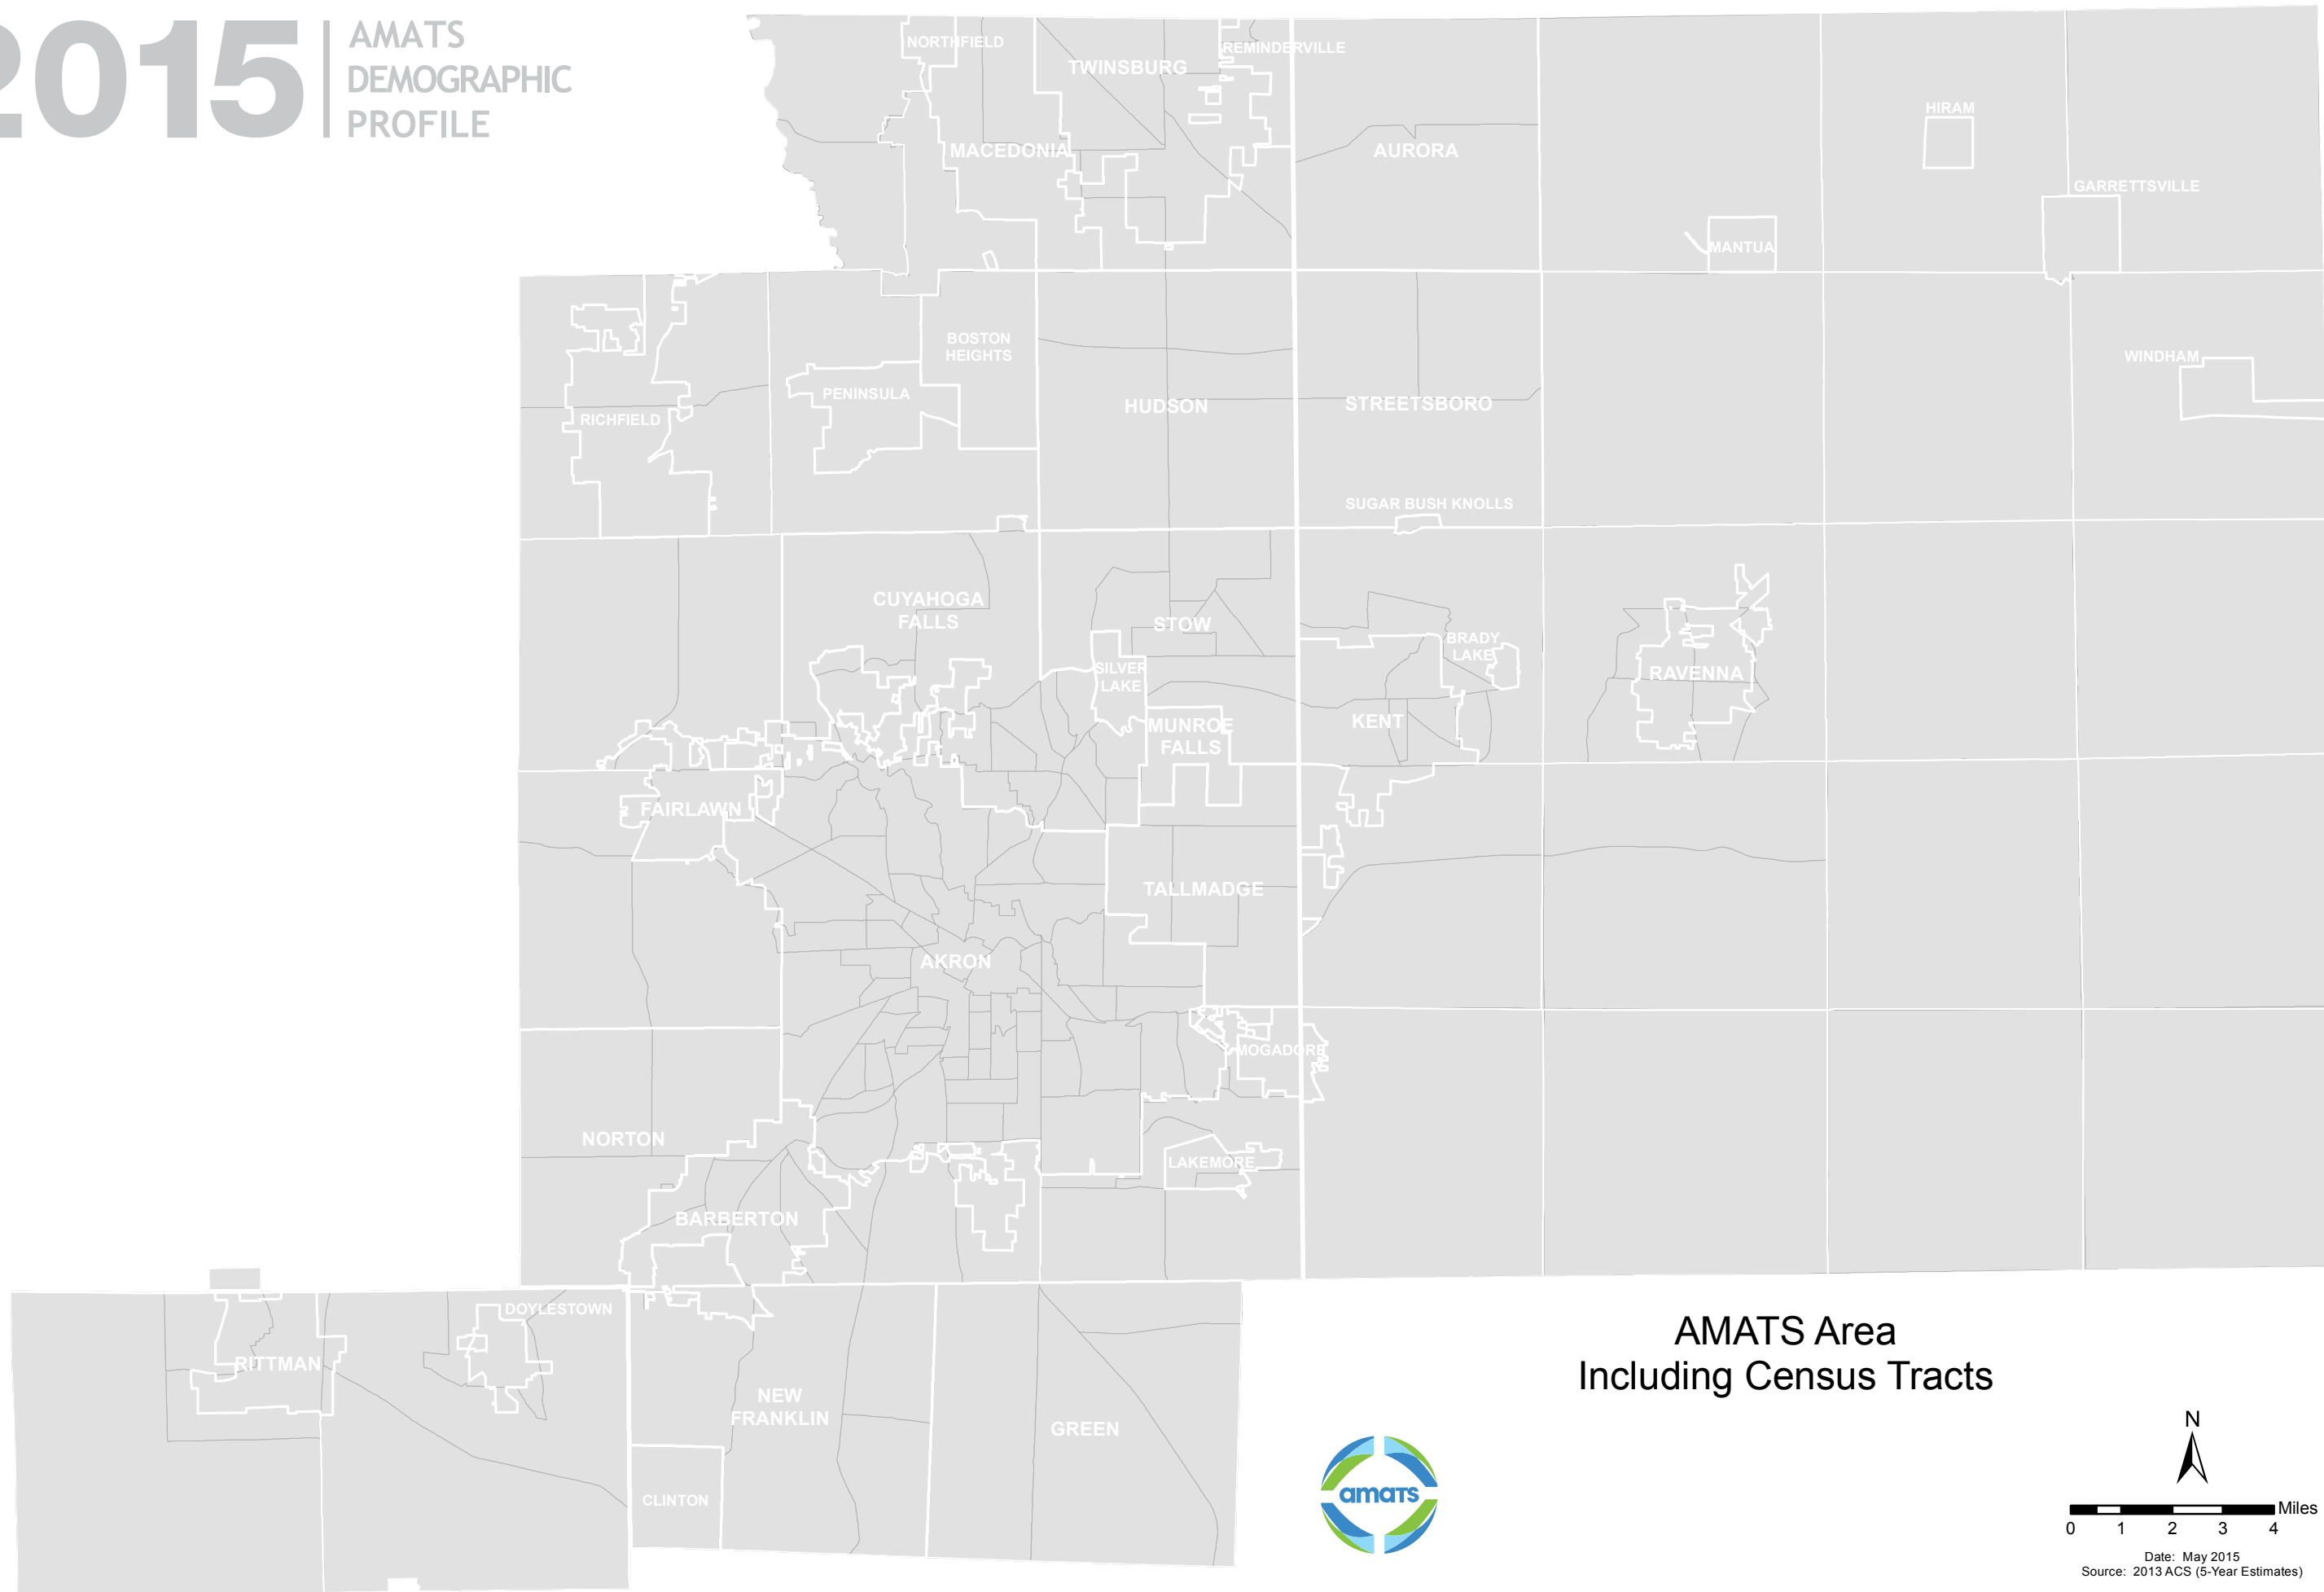 2015
AMATS
DEMOGRAPHIC
PROFILE
NORTHFIELD
REMINDERVILLE
TWINSBURG
HIRAM
MACEDONIA
AURORA
GARRETTSVILLE
MANTUA
BOSTON
HEIGHTS
WINDHAM
PENINSULA
HUDSON
STREETSBORO
RICHFIELD
SUGAR BUSH KNOLLS
CUYAHOGA
FALLS
STOW
BRADY
LAKE
SILVER
LAKE
RAVENNA
MUNROE
FALLS
KENT
FAIRLAWN
TALLMADGE
AKRON
MOGADORE
NORTON
LAKEMORE
BARBERTON
DOYLESTOWN
RITTMAN
NEW
FRANKLIN
GREEN
CLINTON
AMATS Area
Including Census Tracts
amats
N
Miles
0 1 2 3 4
Date: May 2015
Source: 2013 ACS (5-Year Estimates)